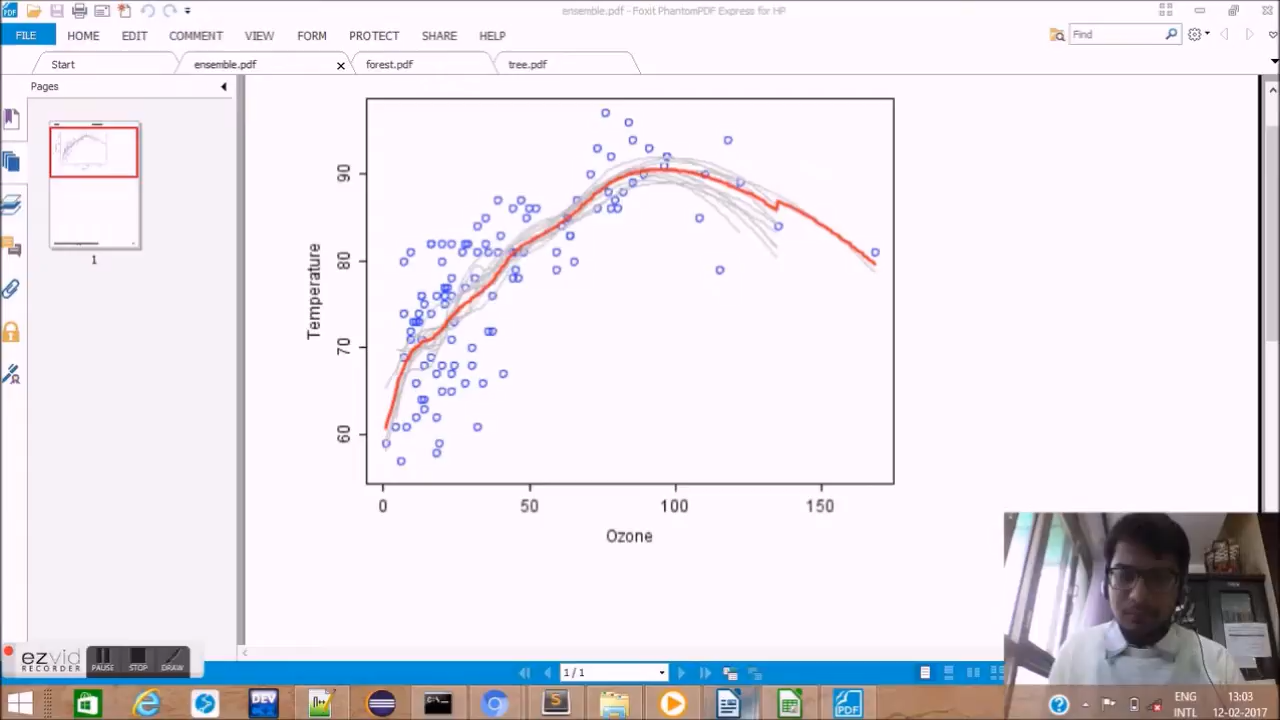 ensemble.pdf - Foxit PhantomPDF Express for HP
FILE HOME EDIT COMMENT VIEW FORM PROTECT SHARE HELP
Find
Start ensemble.pdf forest.pdf tree.pdf
Pages
1
90
80
70
60
Temperature
0 50 100 150
Ozone
ezvid
RECORDER
PAUSE STOP DRAW
1 / 1
DEV
PDF
ENG
INTL
13:03
12-02-2017